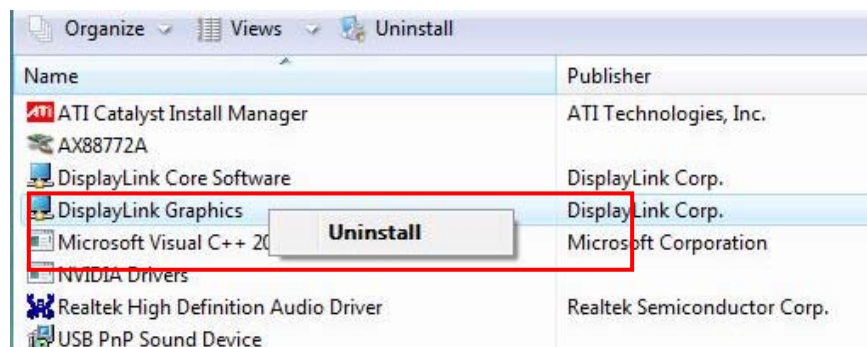 Organize Views Uninstall
Name Publisher
ATI ATI Catalyst Install Manager ATI Technologies, Inc.
AX88772A
DisplayLink Core Software DisplayLink Corp.
DisplayLink Graphics DisplayLink Corp.
Uninstall
Microsoft Visual C++ Microsoft Corporation
NVIDIA Drivers
Realtek High Definition Audio Driver Realtek Semiconductor Corp.
USB PnP Sound Device